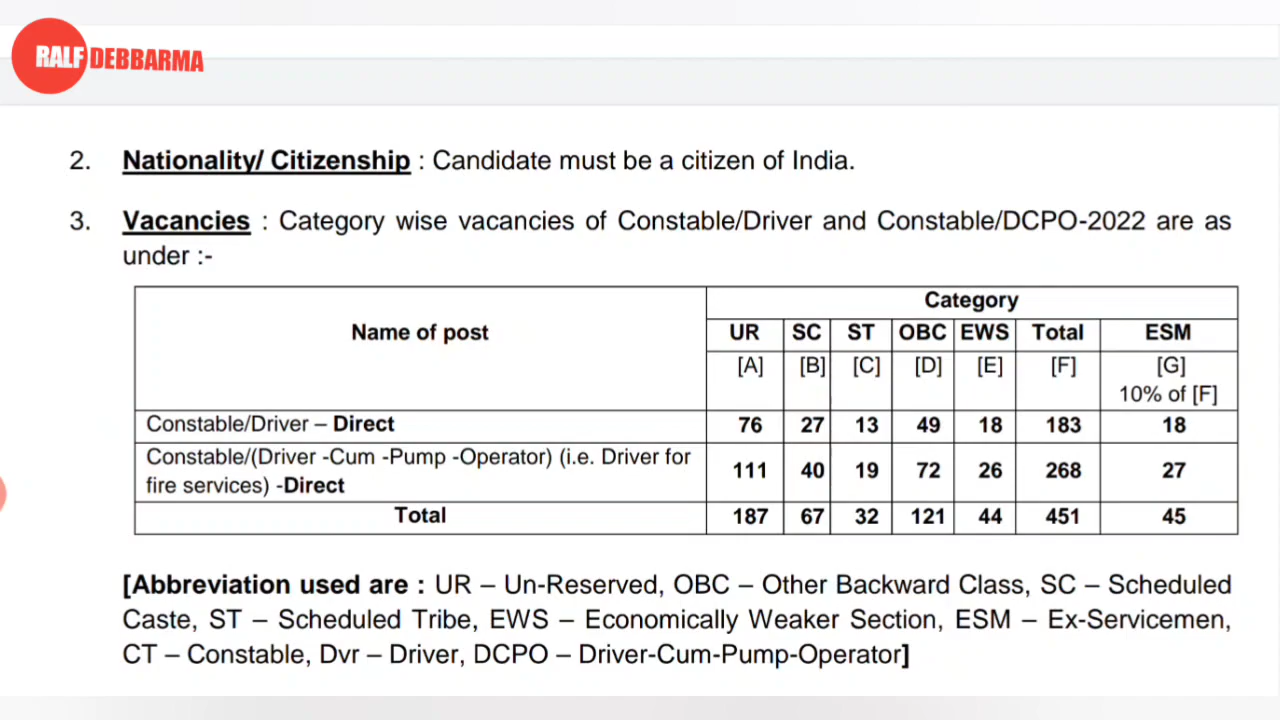 RALF DEBBARMA
2. Nationality/ Citizenship : Candidate must be a citizen of India.
3. Vacancies : Category wise vacancies of Constable/Driver and Constable/DCPO-2022 are as
under :-
Category
Name of post UR SC ST OBC EWS Total ESM
[A] [B] [C] [D] [E] [F] [G]
10% of [F]
Constable/Driver – Direct 76 27 13 49 18 183 18
Constable/(Driver -Cum -Pump -Operator) (i.e. Driver for
fire services) -Direct 111 40 19 72 26 268 27
Total 187 67 32 121 44 451 45
[Abbreviation used are : UR – Un-Reserved, OBC – Other Backward Class, SC – Scheduled
Caste, ST – Scheduled Tribe, EWS – Economically Weaker Section, ESM – Ex-Servicemen,
CT – Constable, Dvr – Driver, DCPO – Driver-Cum-Pump-Operator]